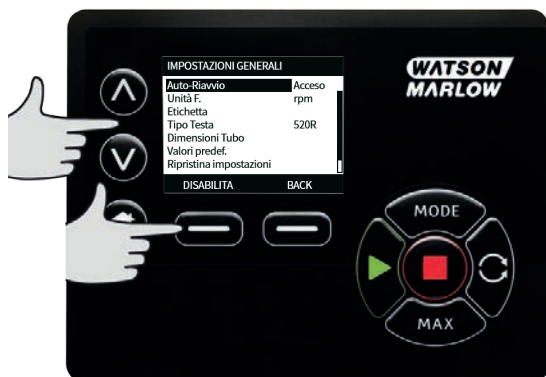 IMPOSTAZIONI GENERALI
Auto-Riavvio Acceso
Unità F. rpm
Etichetta
Tipo Testa 520R
Dimensioni Tubo
Valori predef.
Ripristina impostazioni
DISABILITA BACK
WATSON
MARLOW
MODE
MAX